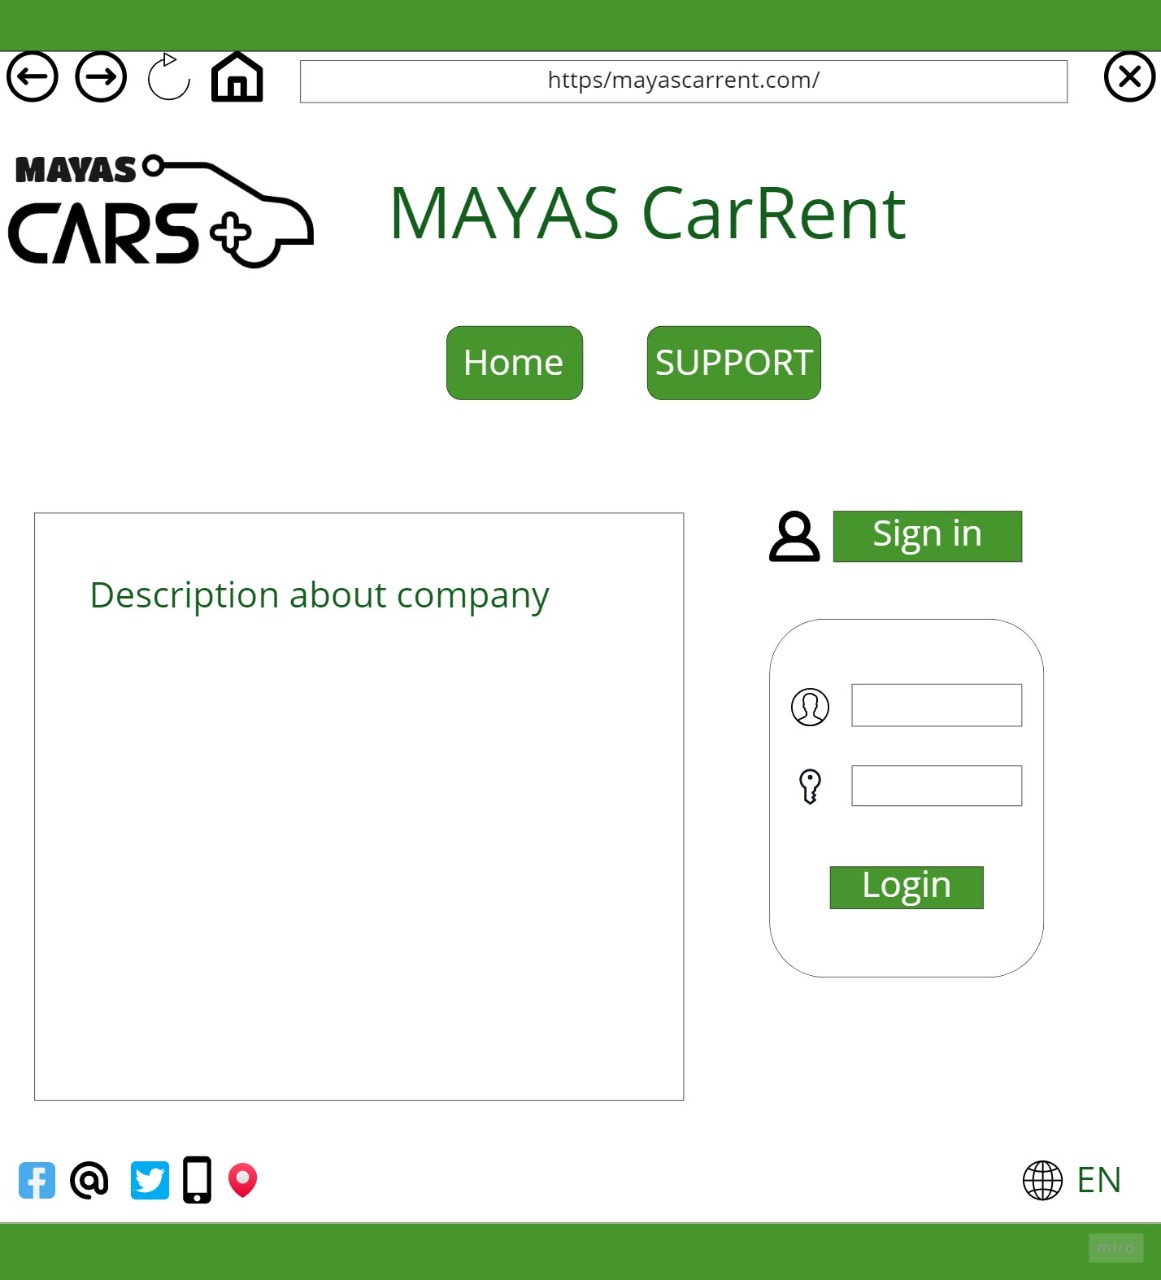 https/mayascarrent.com/
MAYAS
CARS
MAYAS CarRent
Home
SUPPORT
Sign in
Description about company
Login
EN
miro